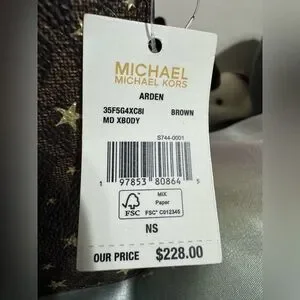 MICHAEL
MICHAEL KORS
ARDEN
35F5G4XC8I BROWN
MD XBODY
S744-0001
1 97853 80864 5
FSC
MIX
Paper
FSC® C012345
NS
OUR PRICE $228.00